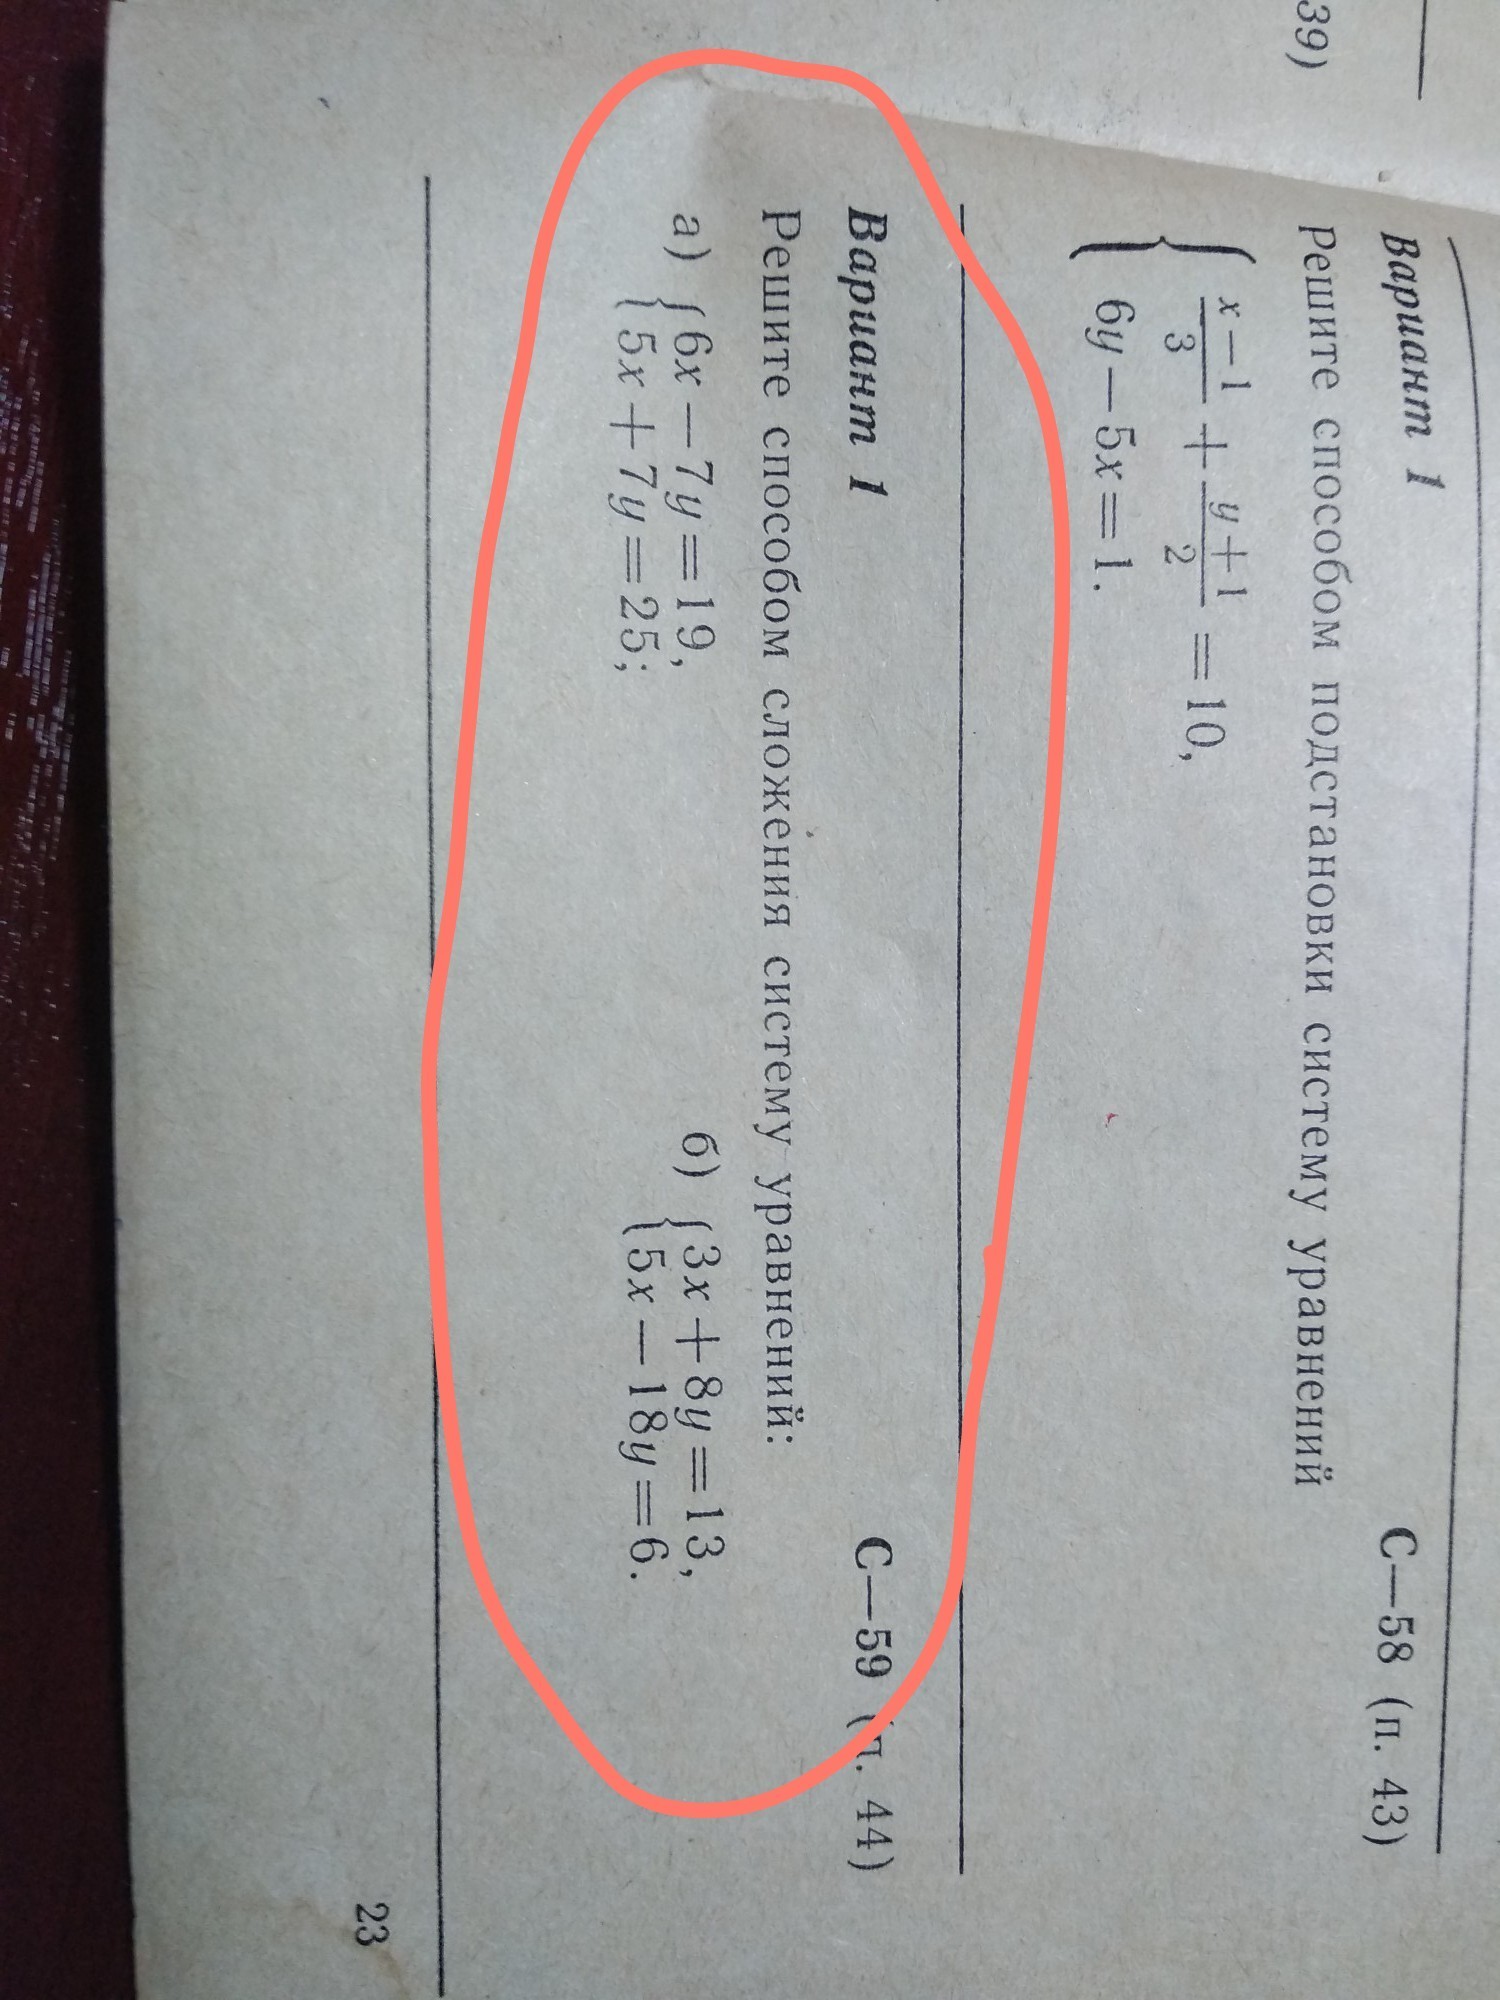 39)
Вариант 1 С—58 (п. 43)
Решите способом подстановки систему уравнений
{ x−1/3 + y+1/2 = 10,
6y−5x=1.
Вариант 1 С—59 (п. 44)
Решите способом сложения систему уравнений:
а) {6x−7y=19, б) {3x+8y=13,
5x+7y=25; 5x−18y=6.
23